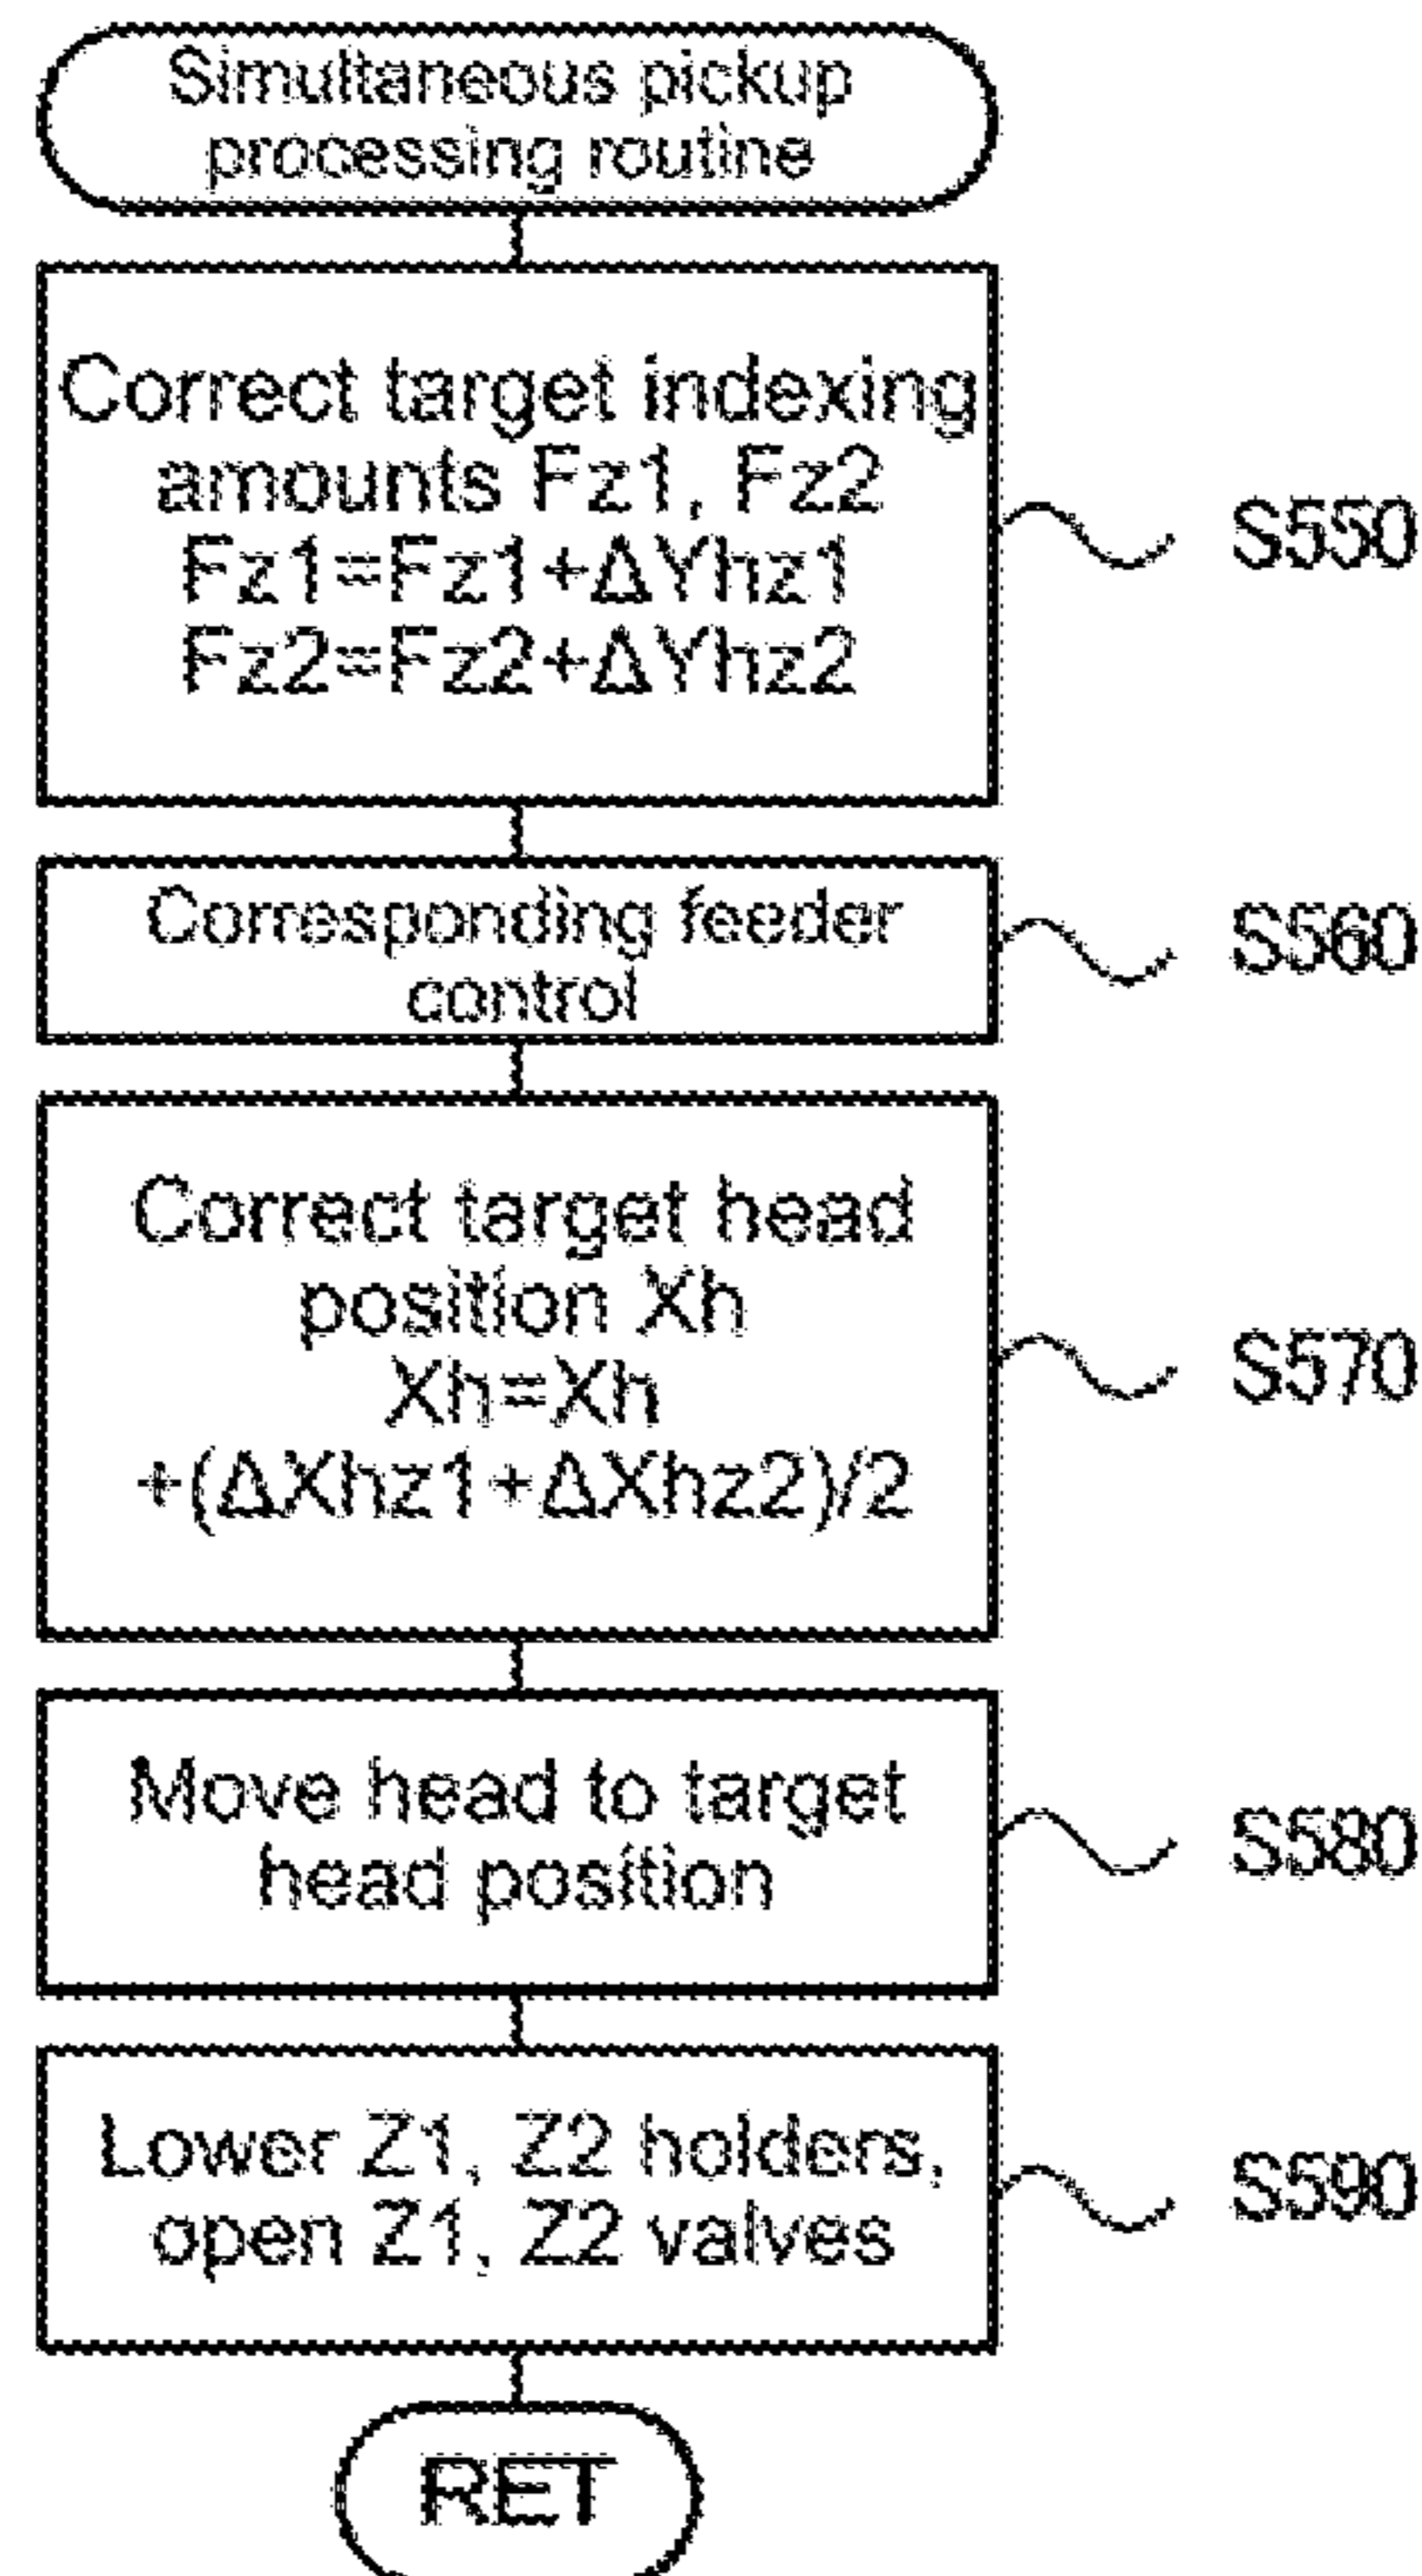 Simultaneous pickup
processing routine
Correct target indexing
amounts Fz1, Fz2
Fz1=Fz1+ΔYhz1
Fz2=Fz2+ΔYhz2
S550
Corresponding feeder
control
S560
Correct target head
position Xh
Xh=Xh
+(ΔXhz1+ΔXhz2)/2
S570
Move head to target
head position
S580
Lower Z1, Z2 holders,
open Z1, Z2 valves
S590
RET